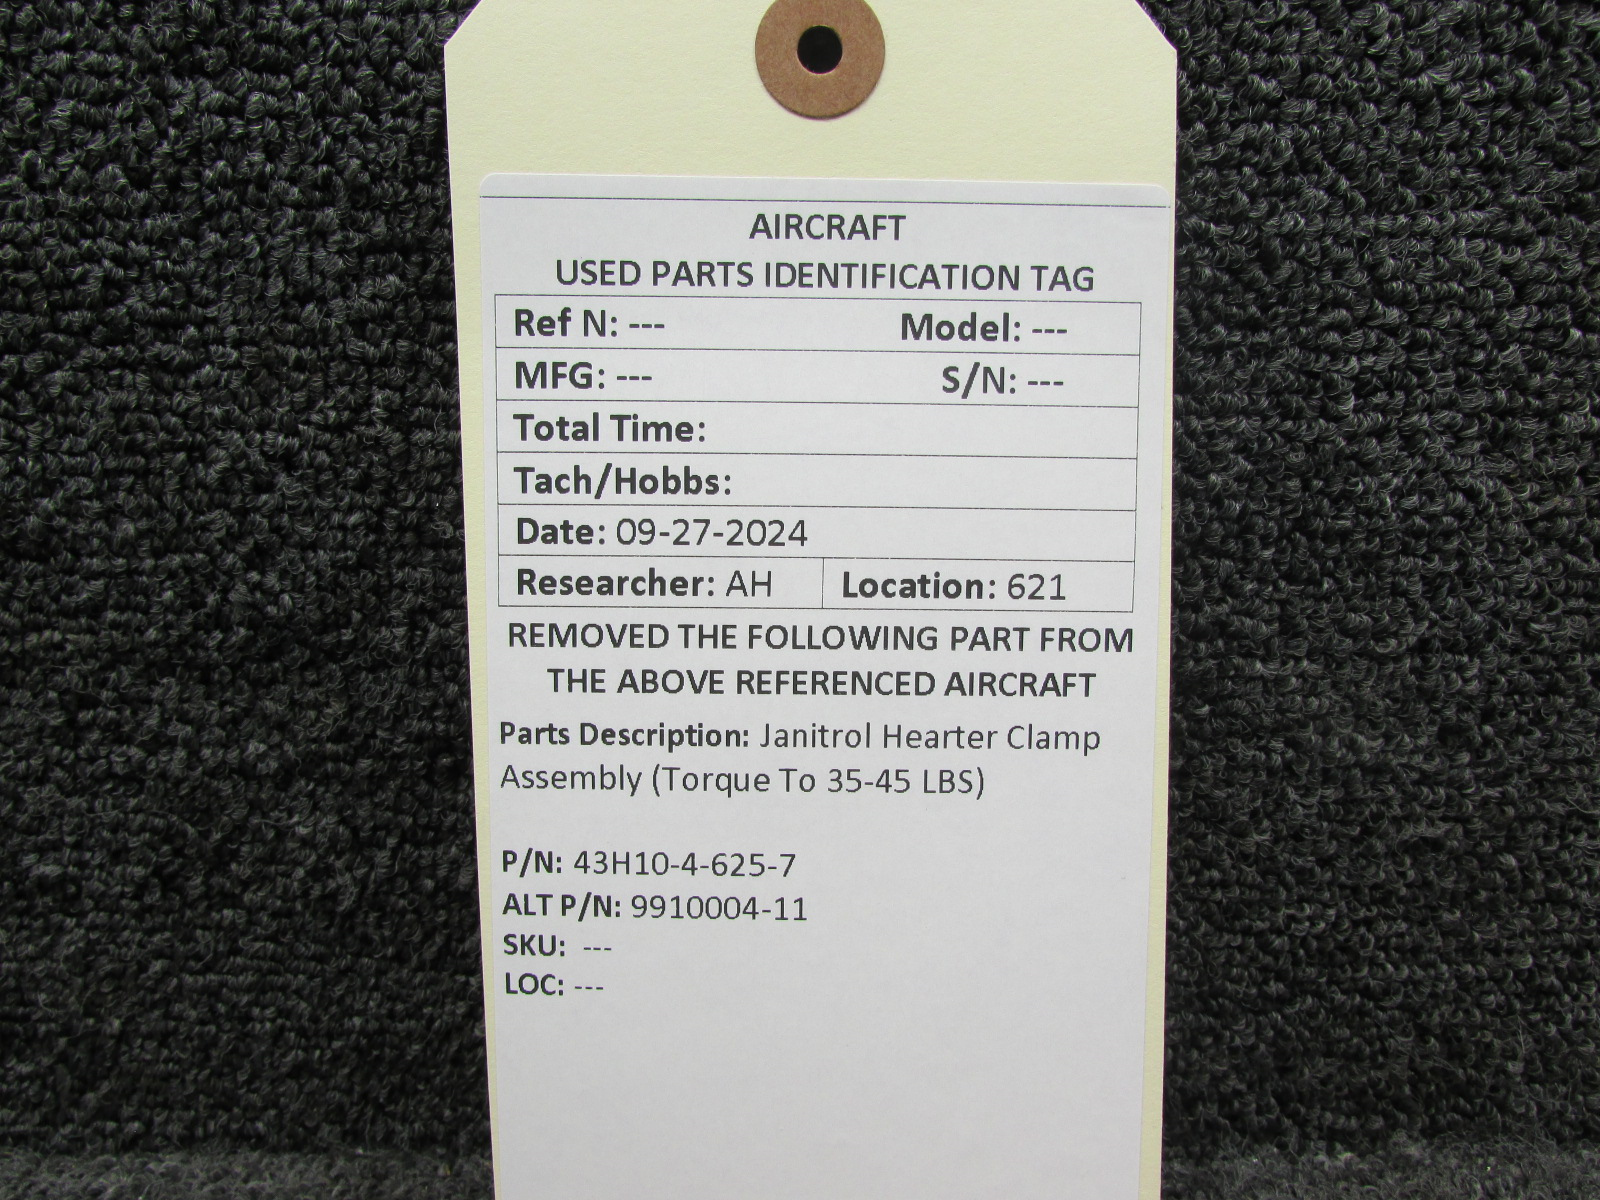 AIRCRAFT
USED PARTS IDENTIFICATION TAG
Ref N: --- Model: ---
MFG: --- S/N: ---
Total Time:
Tach/Hobbs:
Date: 09-27-2024
Researcher: AH Location: 621
REMOVED THE FOLLOWING PART FROM
THE ABOVE REFERENCED AIRCRAFT
Parts Description: Janitrol Hearter Clamp
Assembly (Torque To 35-45 LBS)
P/N: 43H10-4-625-7
ALT P/N: 9910004-11
SKU: ---
LOC: ---